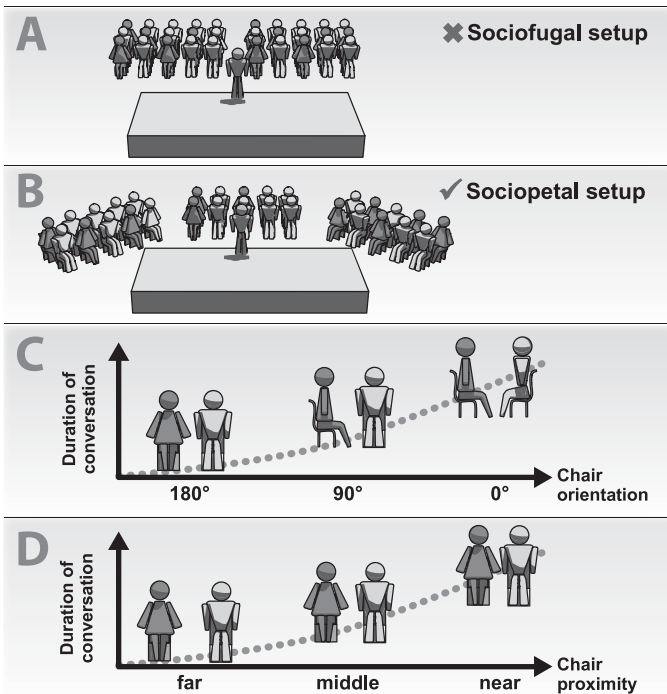 A
✖ Sociofugal setup
B
✓ Sociopetal setup
C
Duration of
conversation
180°
90°
0°
Chair
orientation
D
Duration of
conversation
far
middle
near
Chair
proximity